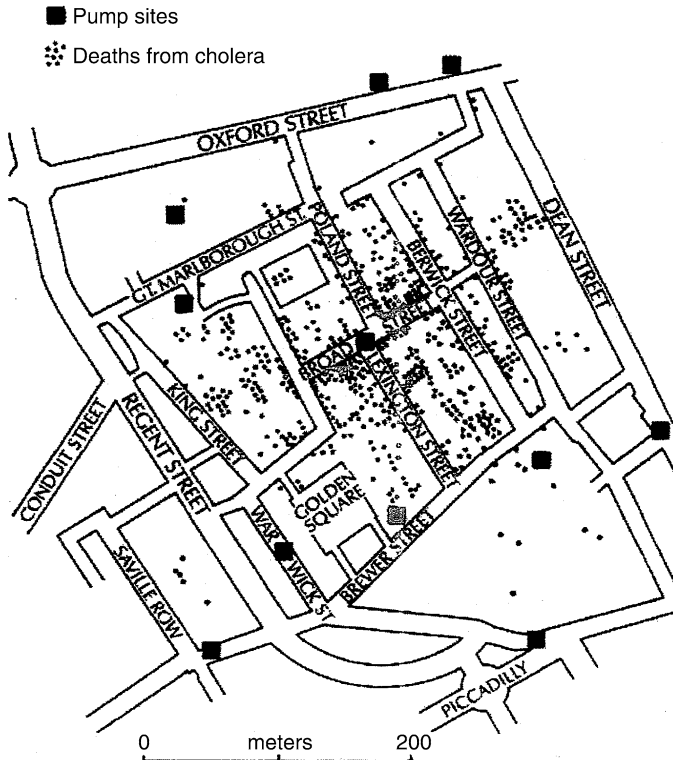 Pump sites
Deaths from cholera
OXFORD STREET
GT. MARLBOROUGH ST.
POLAND STREET
BERWICK STREET
WARDOUR STREET
DEAN STREET
BROAD STREET
LEXINGTON STREET
KING STREET
REGENT STREET
CONDUIT STREET
GOLDEN
SQUARE
WARWICK ST.
BREWER STREET
SAVILLE ROW
PICCADILLY
0 meters 200